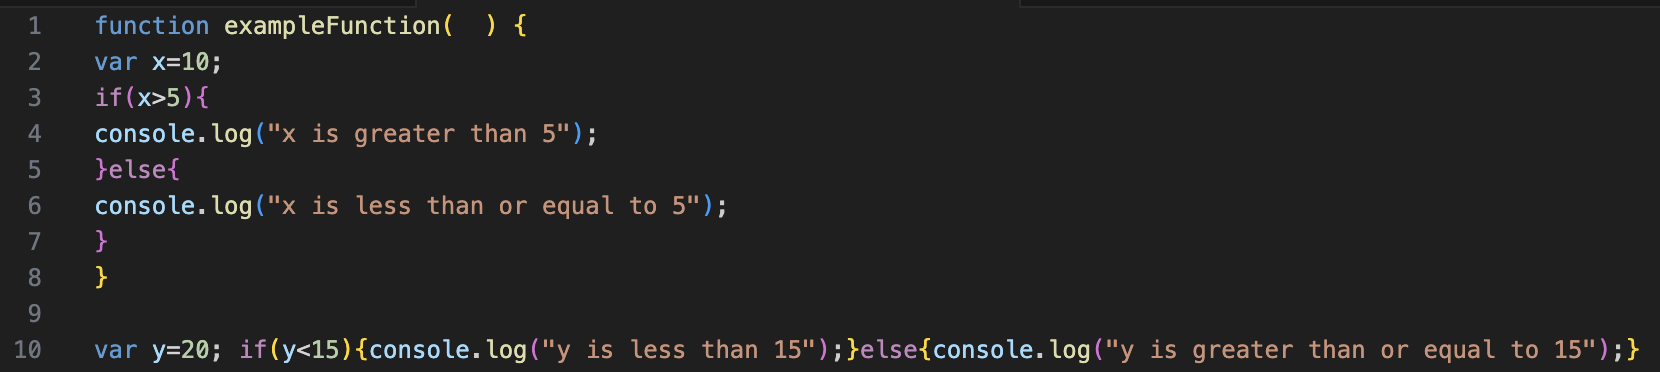 1 function exampleFunction(  ) {
2 var x=10;
3 if(x>5){
4 console.log("x is greater than 5");
5 }else{
6 console.log("x is less than or equal to 5");
7 }
8 }
9
10 var y=20; if(y<15){console.log("y is less than 15");}else{console.log("y is greater than or equal to 15");}